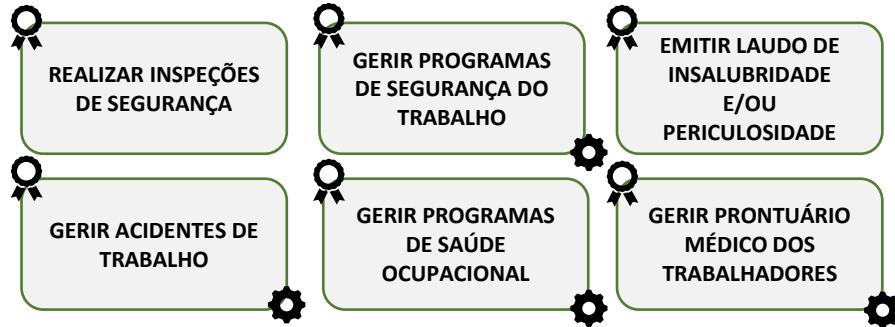 REALIZAR INSPEÇÕES
DE SEGURANÇA
GERIR PROGRAMAS
DE SEGURANÇA DO
TRABALHO
EMITIR LAUDO DE
INSALUBRIDADE
E/OU
PERICULOSIDADE
GERIR ACIDENTES DE
TRABALHO
GERIR PROGRAMAS
DE SAÚDE
OCUPACIONAL
GERIR PRONTUÁRIO
MÉDICO DOS
TRABALHADORES